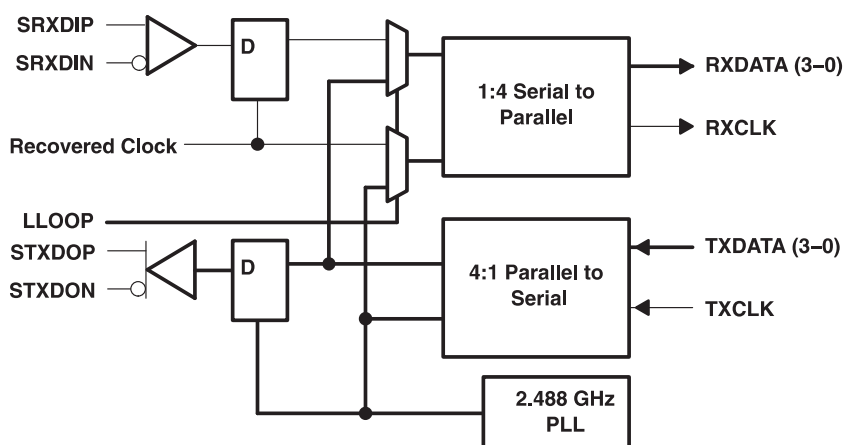 SRXDIP
SRXDIN
D
1:4 Serial to
Parallel
RXDATA (3–0)
RXCLK
Recovered Clock
LLOOP
STXDOP
STXDON
D
4:1 Parallel to
Serial
TXDATA (3–0)
TXCLK
2.488 GHz
PLL